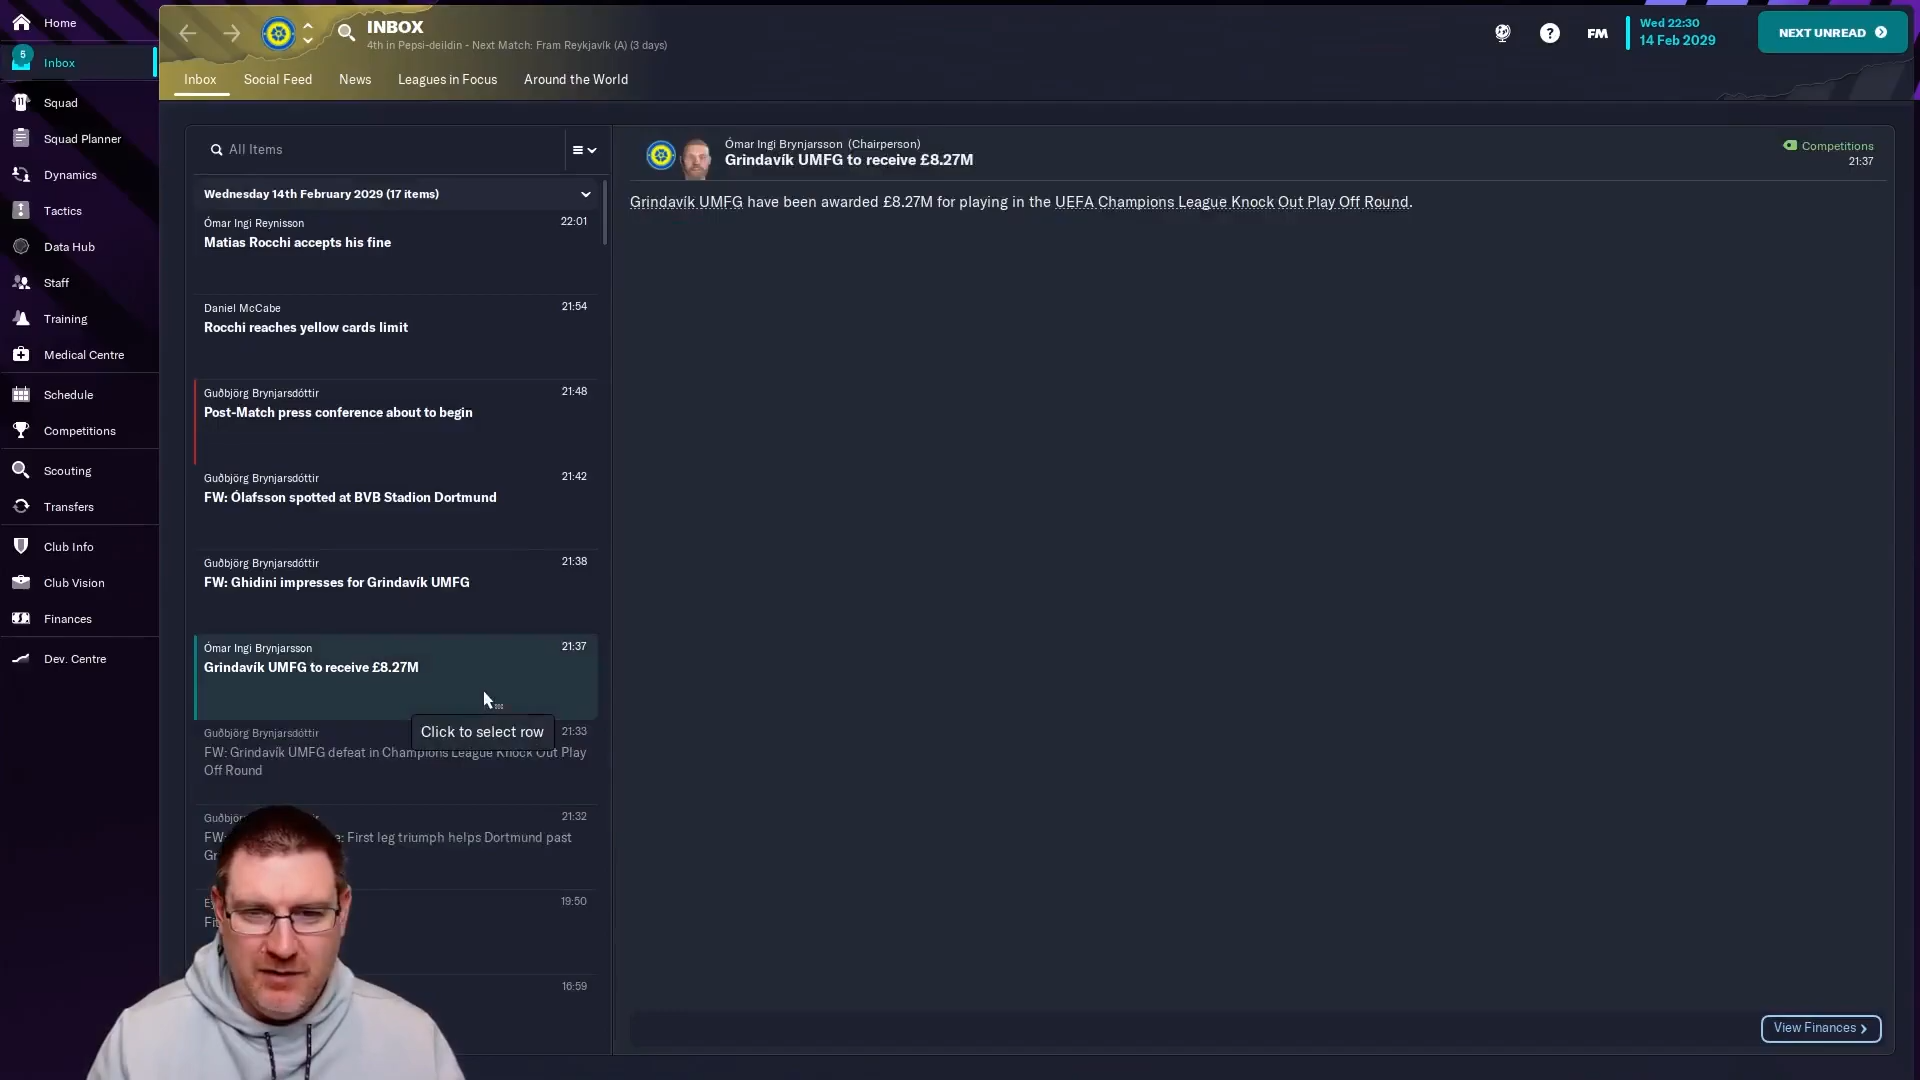 Home
5
Inbox
Squad
Squad Planner
Dynamics
Tactics
Data Hub
Staff
Training
Medical Centre
Schedule
Competitions
Scouting
Transfers
Club Info
Club Vision
Finances
Dev. Centre
INBOX
4th in Pepsi-deildin - Next Match: Fram Reykjavík (A) (3 days)
FM
Wed 22:30
14 Feb 2029
NEXT UNREAD
Inbox
Social Feed
News
Leagues in Focus
Around the World
All Items
Wednesday 14th February 2029 (17 items)
Ómar Ingi Reynisson 22:01
Matias Rocchi accepts his fine
Daniel McCabe 21:54
Rocchi reaches yellow cards limit
Guðbjörg Brynjarsdóttir 21:48
Post-Match press conference about to begin
Guðbjörg Brynjarsdóttir 21:42
FW: Ólafsson spotted at BVB Stadion Dortmund
Guðbjörg Brynjarsdóttir 21:38
FW: Ghidini impresses for Grindavík UMFG
Ómar Ingi Brynjarsson 21:37
Grindavík UMFG to receive £8.27M
Click to select row
Guðbjörg Brynjarsdóttir 21:33
FW: Grindavík UMFG defeat in Champions League Knock Out Play
Off Round
21:32
First leg triumph helps Dortmund past
19:50
16:59
Ómar Ingi Brynjarsson (Chairperson)
Grindavík UMFG to receive £8.27M
Competitions
21:37
Grindavík UMFG have been awarded £8.27M for playing in the UEFA Champions League Knock Out Play Off Round.
View Finances